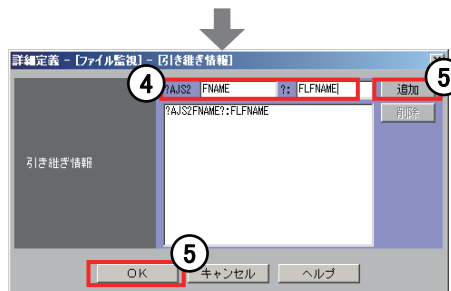 詳細定義 - [ファイル監視] - [引き継ぎ情報]
④ ?AJS2 FNAME ?: FLFNAME 追加 ⑤
?AJS2FNAME?:FLFNAME 削除
引き継ぎ情報
⑤
OK キャンセル ヘルプ